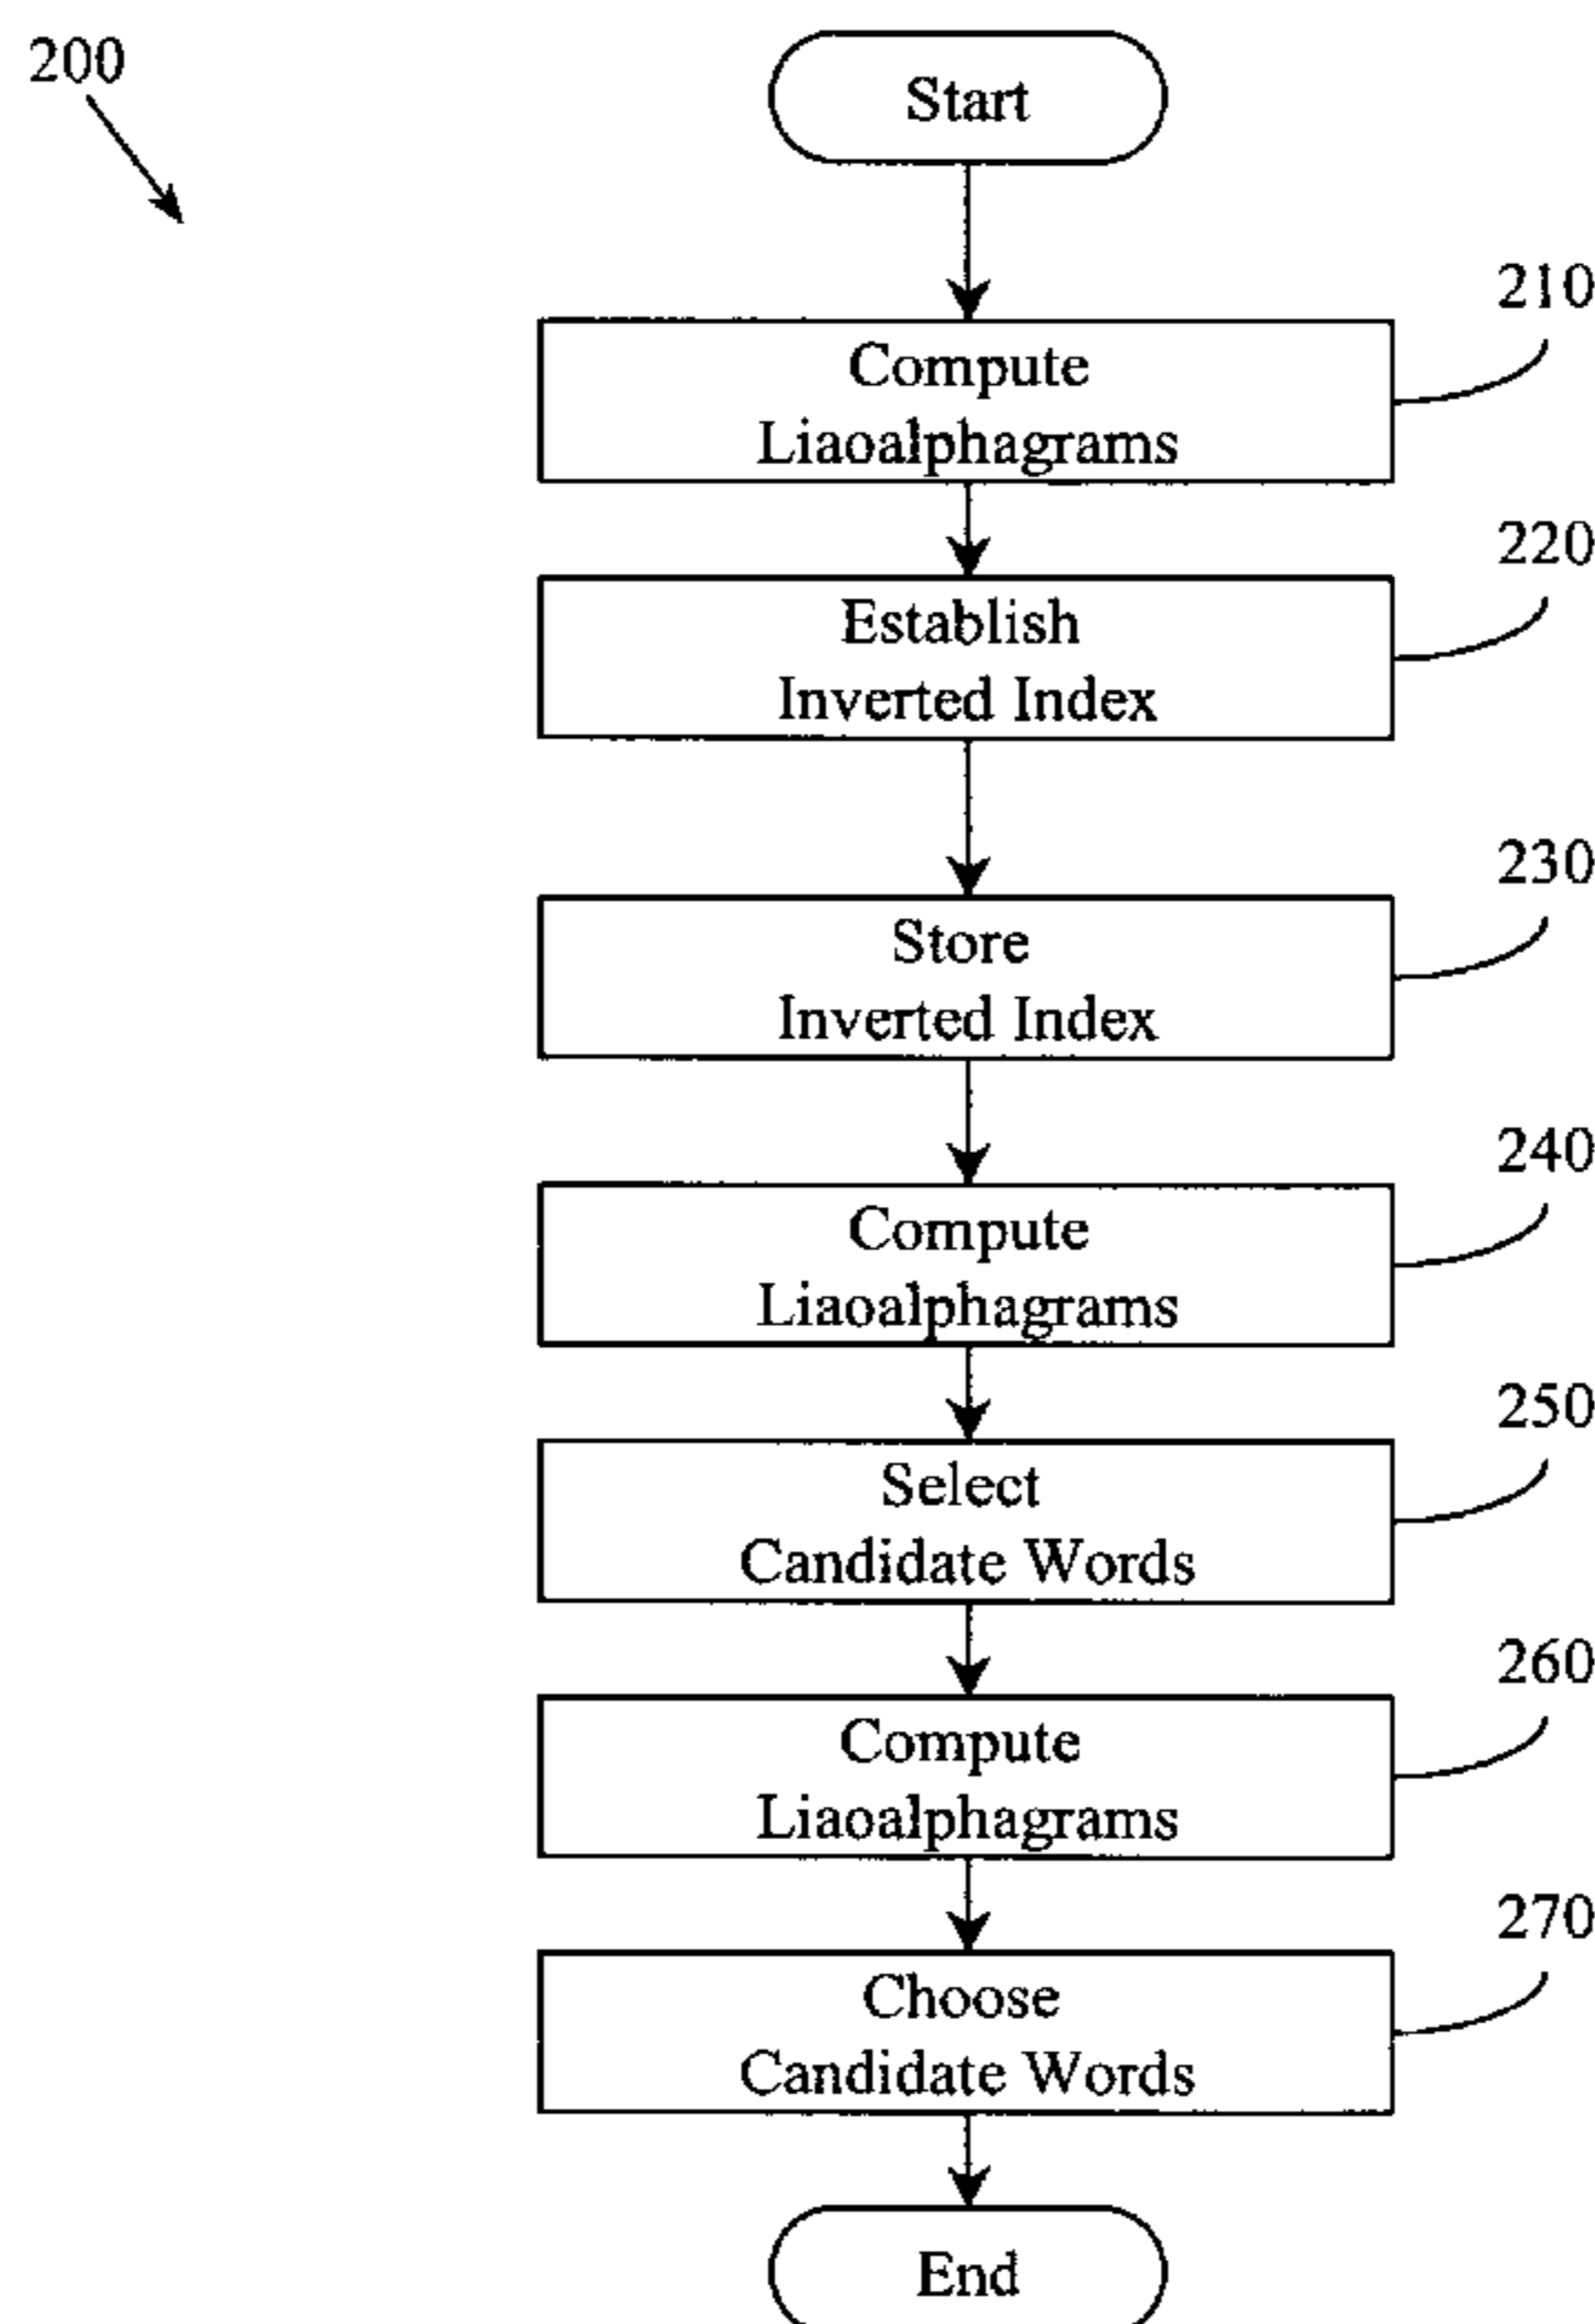 200
Start
210
Compute
Liaoalphagrams
220
Establish
Inverted Index
230
Store
Inverted Index
240
Compute
Liaoalphagrams
250
Select
Candidate Words
260
Compute
Liaoalphagrams
270
Choose
Candidate Words
End